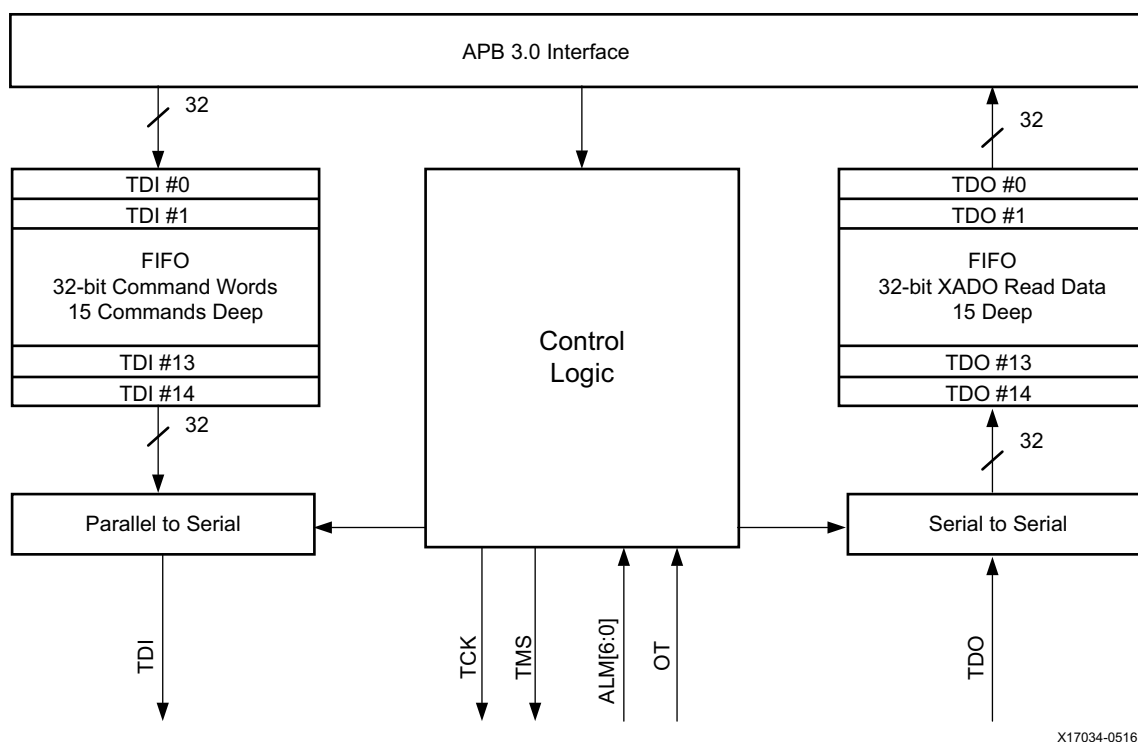 APB 3.0 Interface
32
32
TDI #0
TDI #1
FIFO
32-bit Command Words
15 Commands Deep
TDI #13
TDI #14
32
Parallel to Serial
Control
Logic
TDO #0
TDO #1
FIFO
32-bit XADO Read Data
15 Deep
TDO #13
TDO #14
32
Serial to Serial
TDI
TCK
TMS
ALM[6:0]
OT
TDO
X17034-0516